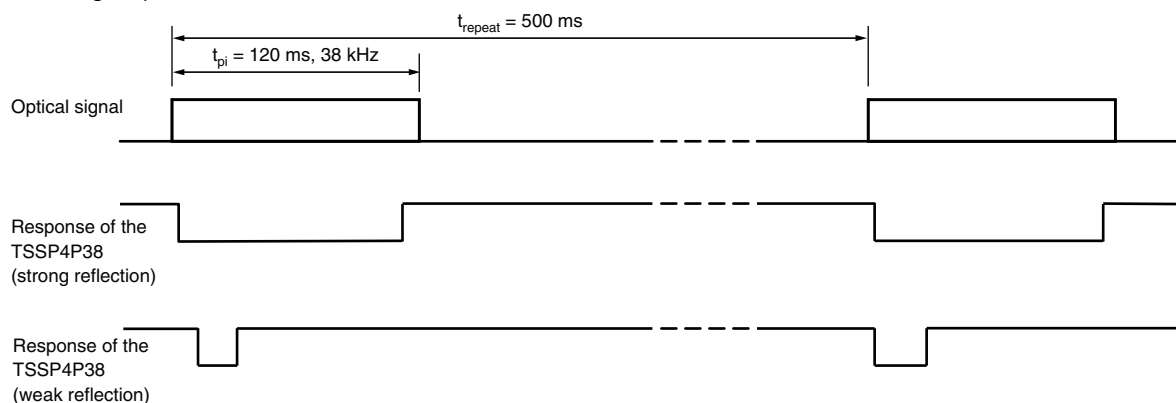 t_repeat = 500 ms
t_pi = 120 ms, 38 kHz
Optical signal
Response of the
TSSP4P38
(strong reflection)
Response of the
TSSP4P38
(weak reflection)